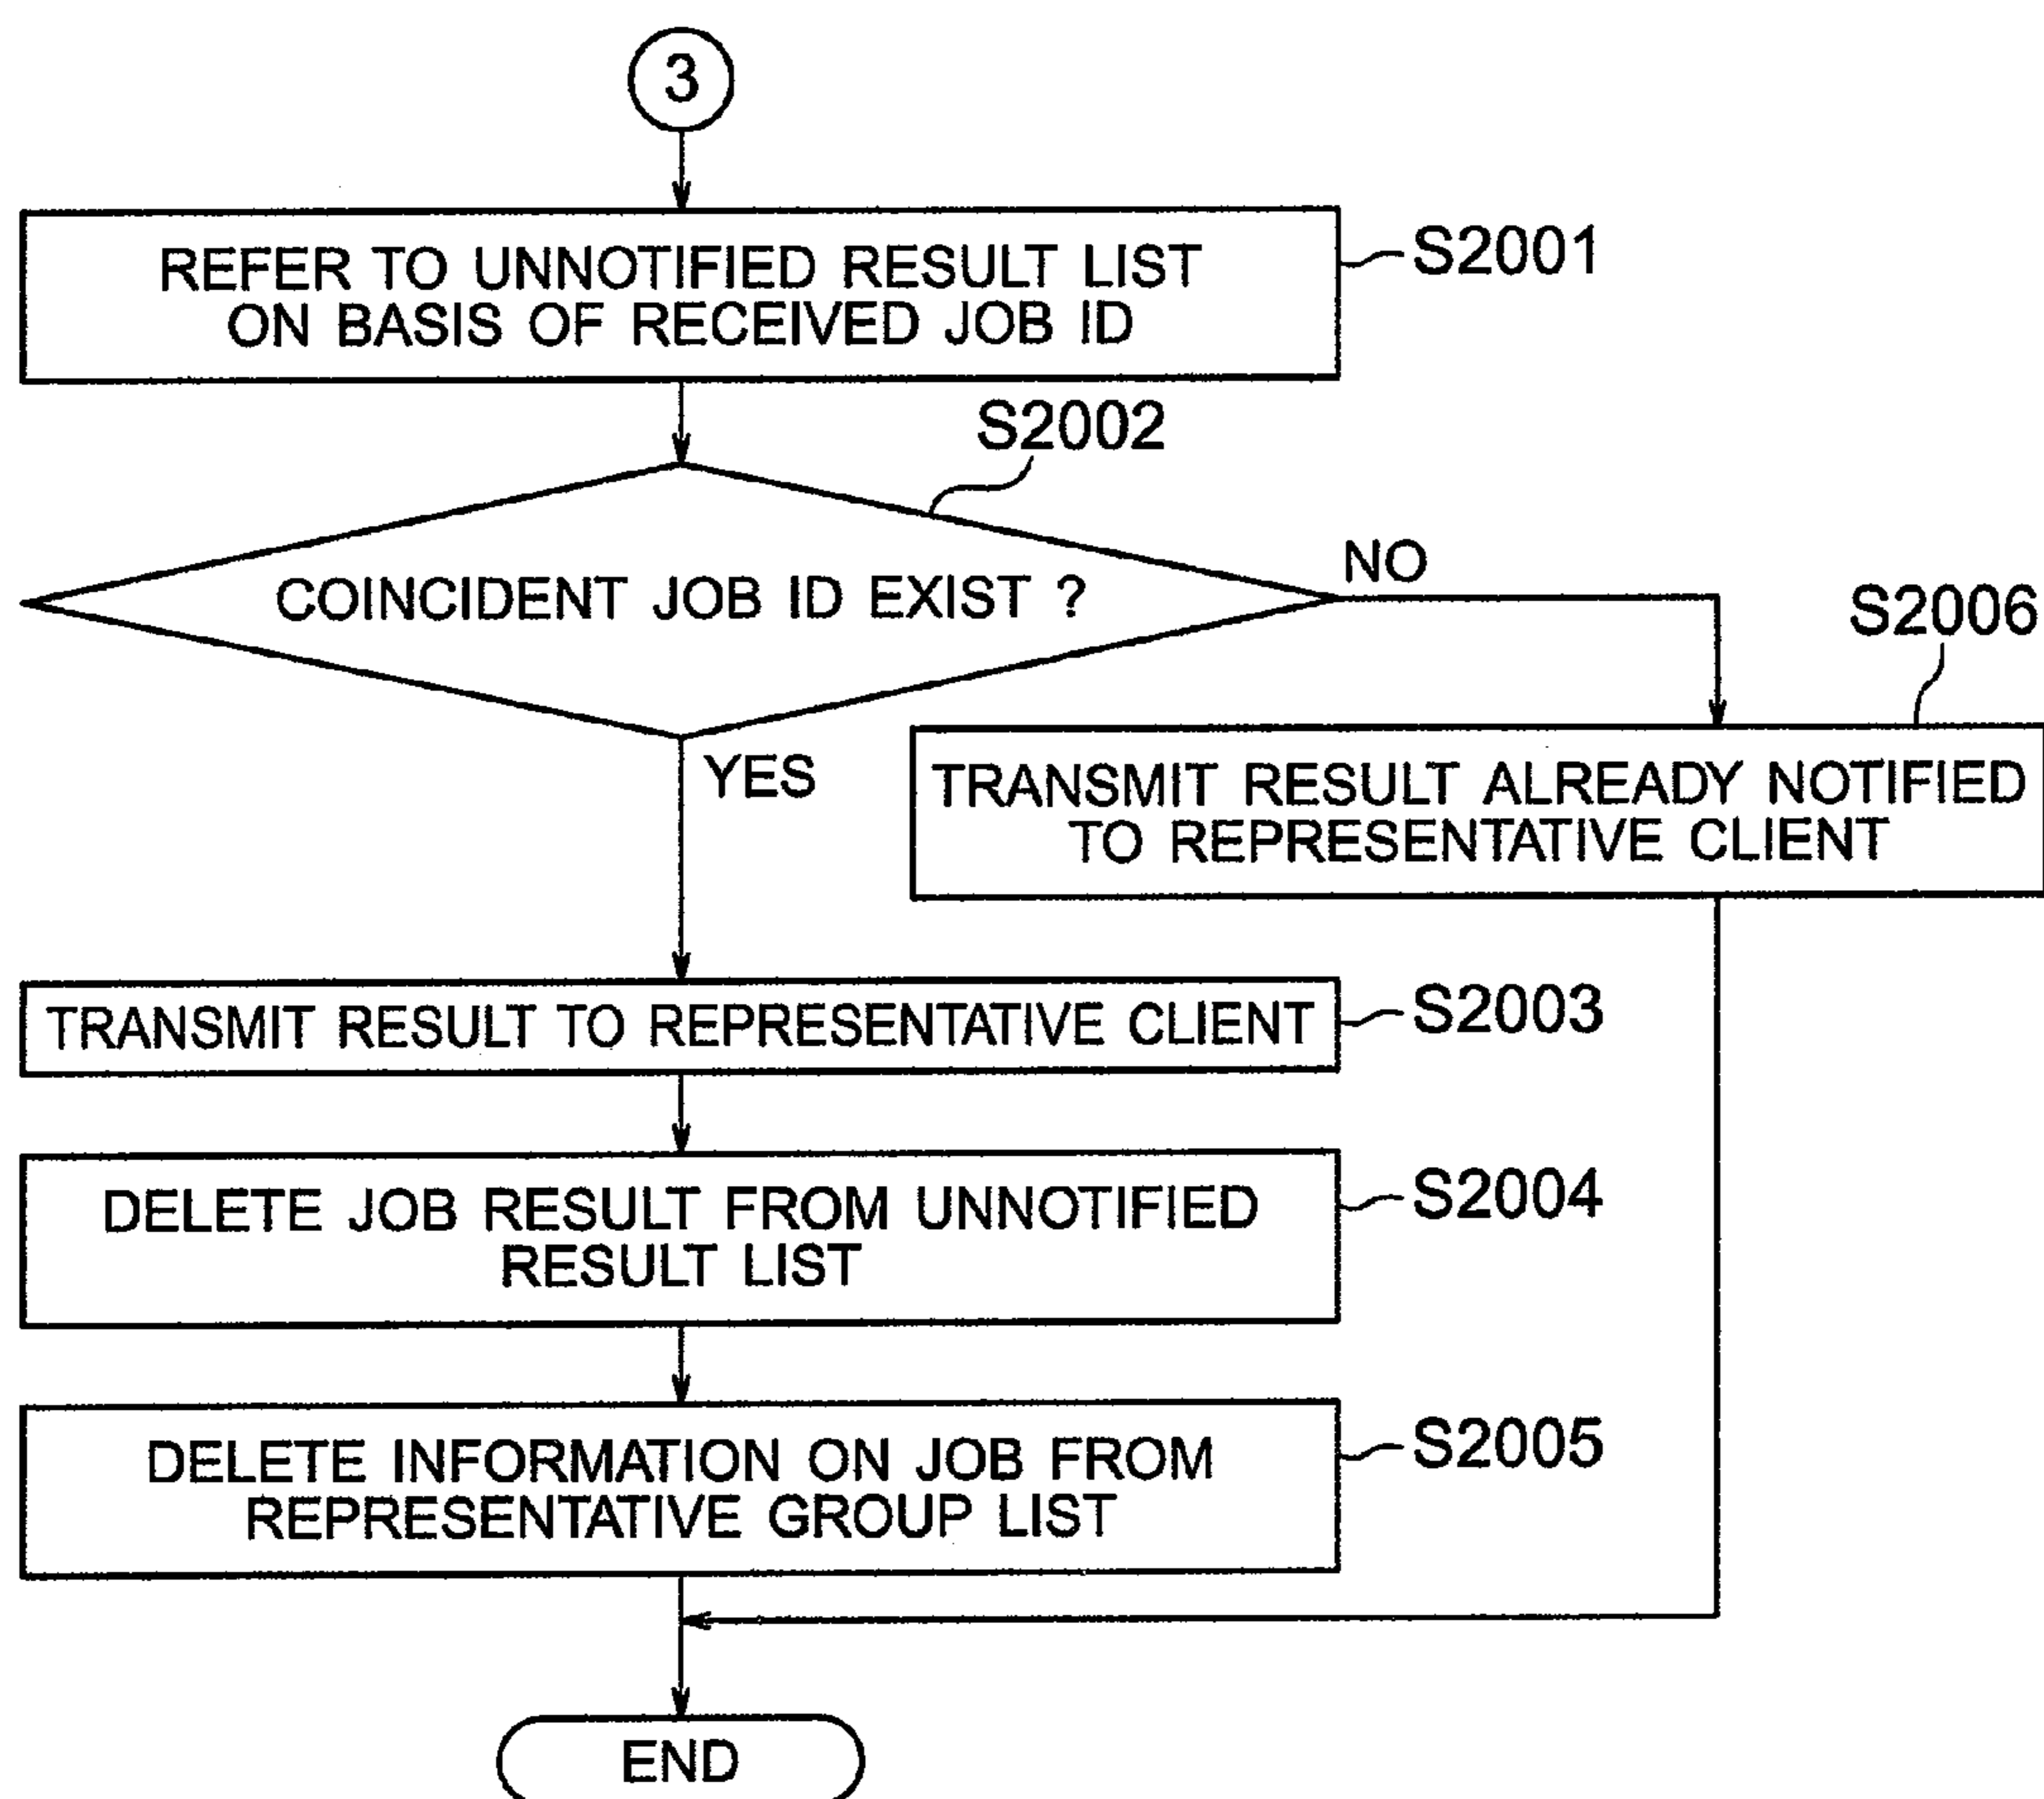 3
REFER TO UNNOTIFIED RESULT LIST
ON BASIS OF RECEIVED JOB ID
S2001
S2002
COINCIDENT JOB ID EXIST ?
NO
YES
S2006
TRANSMIT RESULT ALREADY NOTIFIED
TO REPRESENTATIVE CLIENT
TRANSMIT RESULT TO REPRESENTATIVE CLIENT
S2003
DELETE JOB RESULT FROM UNNOTIFIED
RESULT LIST
S2004
DELETE INFORMATION ON JOB FROM
REPRESENTATIVE GROUP LIST
S2005
END